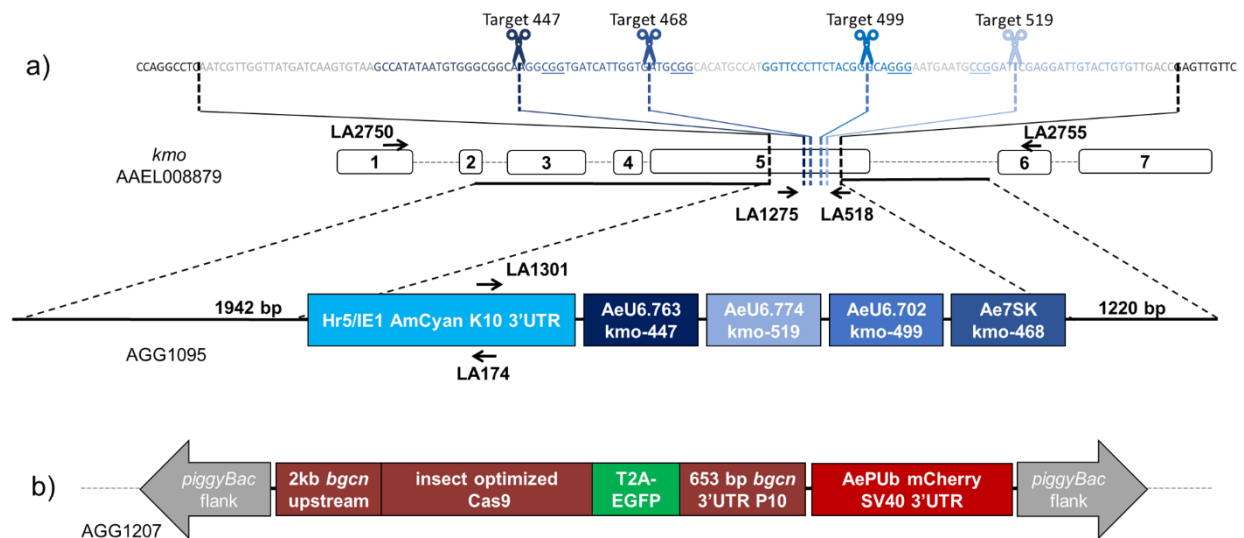 Target 447 Target 468 Target 499 Target 519
a)
CCAGGCCTGAATCGTTGGTTATGATCAAGTGTAAGCCATATAATGTGGGCGGCAAGGCGGTGATCATTGGTGATGCGGCACATGCCATGGTTCCCTTCTACGGGCAGGGAATGAATGCCGGATTCGAGGATTGTACTGTGTTGACCGAGTTGTTC
LA2750 LA2755
kmo
AAEL008879
1 2 3 4 5 6 7
LA1275 LA518
LA1301
1942 bp 1220 bp
Hr5/IE1 AmCyan K10 3'UTR
AeU6.763
kmo-447
AeU6.774
kmo-519
AeU6.702
kmo-499
Ae7SK
kmo-468
AGG1095
LA174
b)
piggyBac
flank
2kb bgcn
upstream
insect optimized
Cas9
T2A-
EGFP
653 bp bgcn
3'UTR P10
AePUb mCherry
SV40 3'UTR
piggyBac
flank
AGG1207